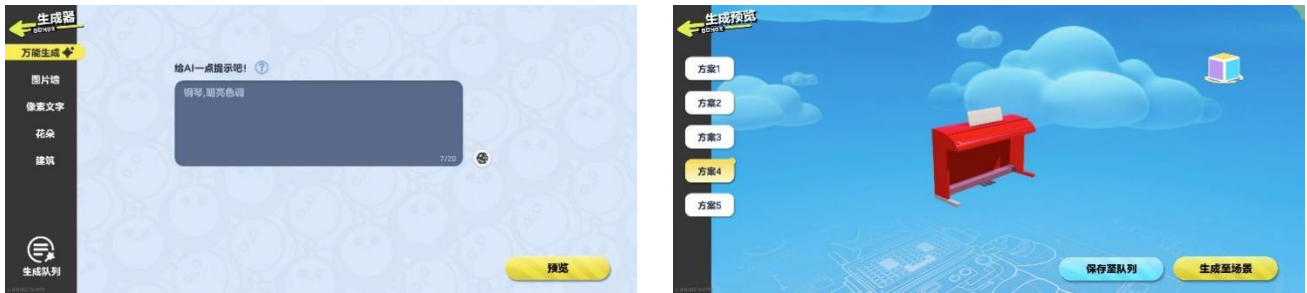 生成器
万能生成
图片墙
像素文字
花朵
建筑
生成队列
给AI一点提示吧!
钢琴,明亮色调
7/20
预览
生成预览
方案1
方案2
方案3
方案4
方案5
保存至队列
生成至场景